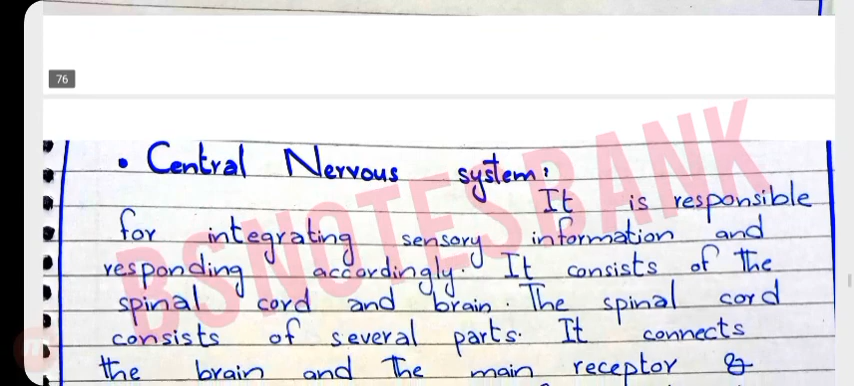 76
• Central Nervous system:
It is responsible
for integrating sensory information and
responding accordingly. It consists of the
spinal cord and brain. The spinal cord
consists of several parts. It connects
the brain and the main receptor &
BSNOTESBANK